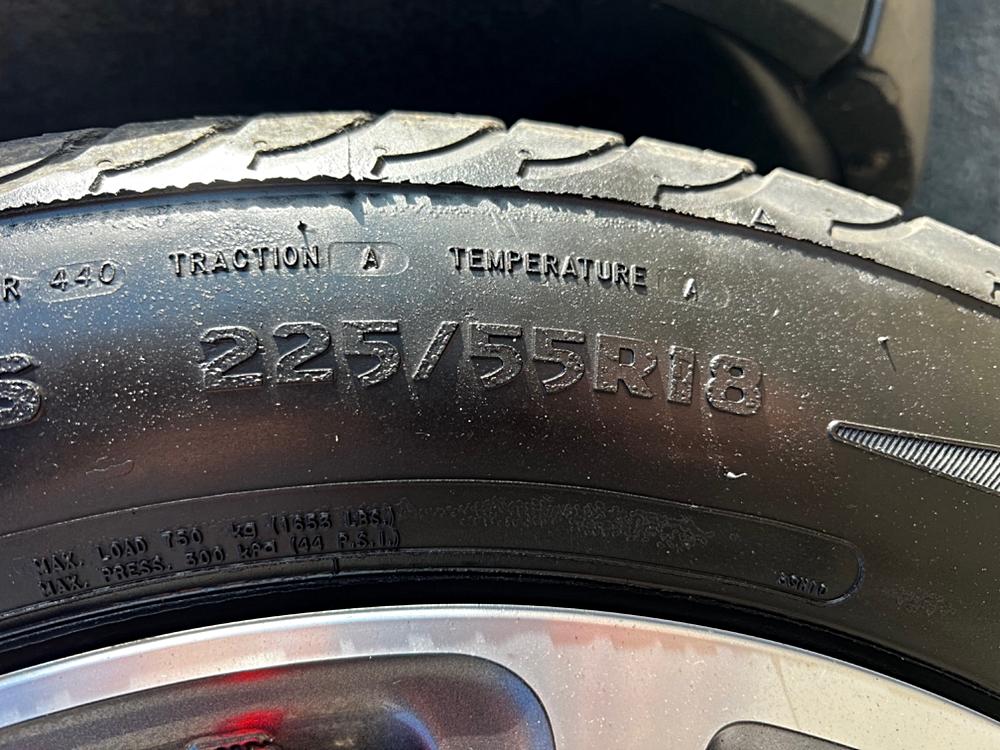 R 440 TRACTION A TEMPERATURE A
S 225/55R18
MAX. LOAD 750 kg (1653 LBS.)
MAX. PRESS. 300 kPa (44 P.S.I.)